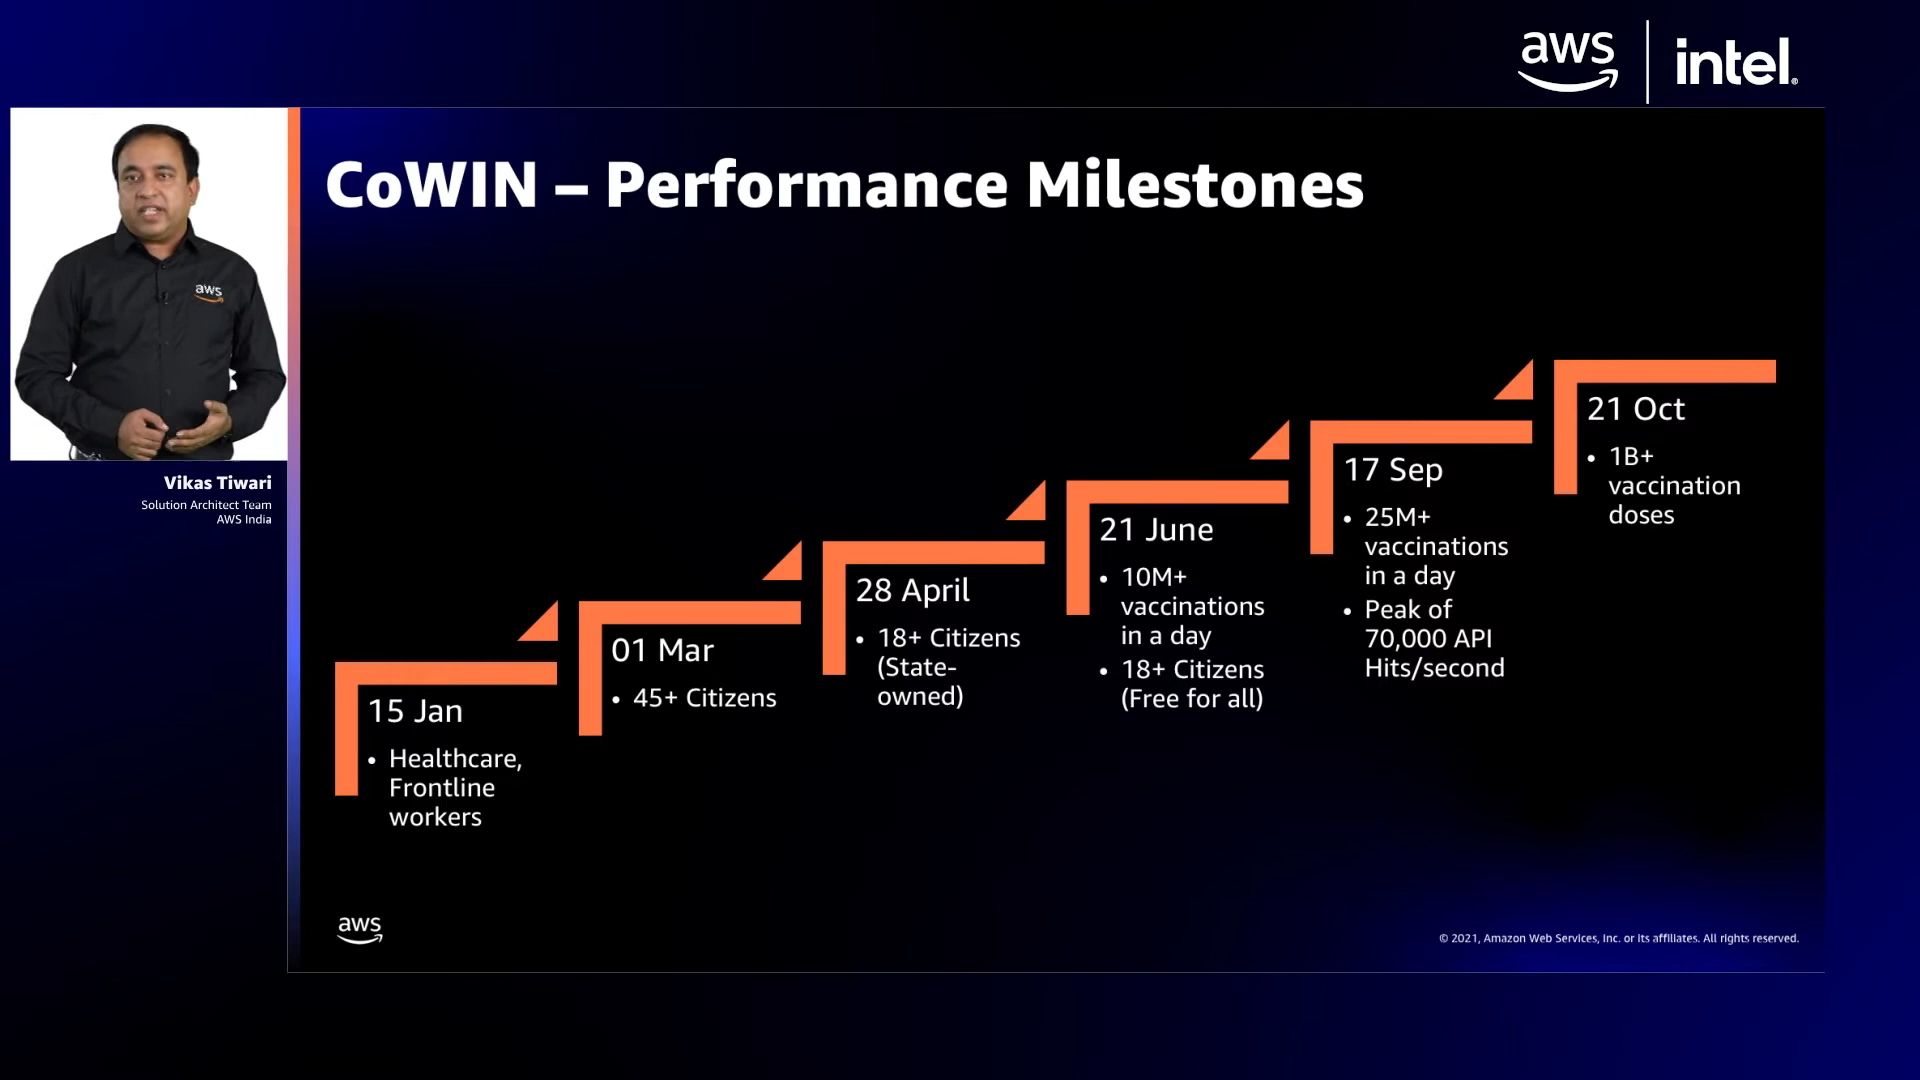 aws
intel.
CoWIN – Performance Milestones
aws
Vikas Tiwari
Solution Architect Team
AWS India
15 Jan
• Healthcare,
Frontline
workers
01 Mar
• 45+ Citizens
28 April
• 18+ Citizens
(State-
owned)
21 June
• 10M+
vaccinations
in a day
• 18+ Citizens
(Free for all)
17 Sep
• 25M+
vaccinations
in a day
• Peak of
70,000 API
Hits/second
21 Oct
• 1B+
vaccination
doses
aws
© 2021, Amazon Web Services, Inc. or its affiliates. All rights reserved.